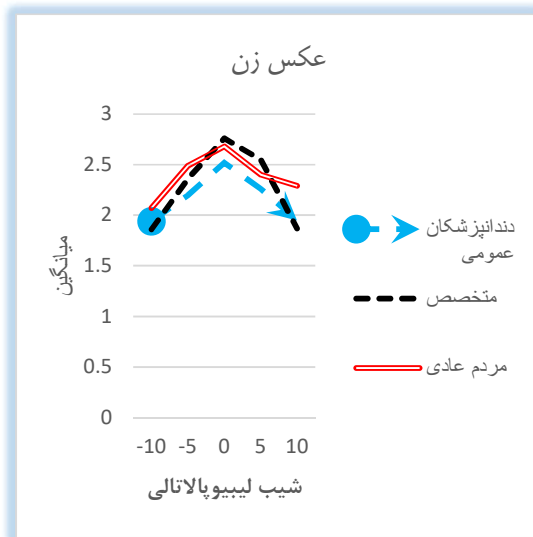 عکس زن
3
2.5
2
1.5
1
0.5
0
میانگین
-10 -5 0 5 10
شیب لیبیوپالاتالی
دندانپزشکان
عمومی
متخصص
مردم عادی